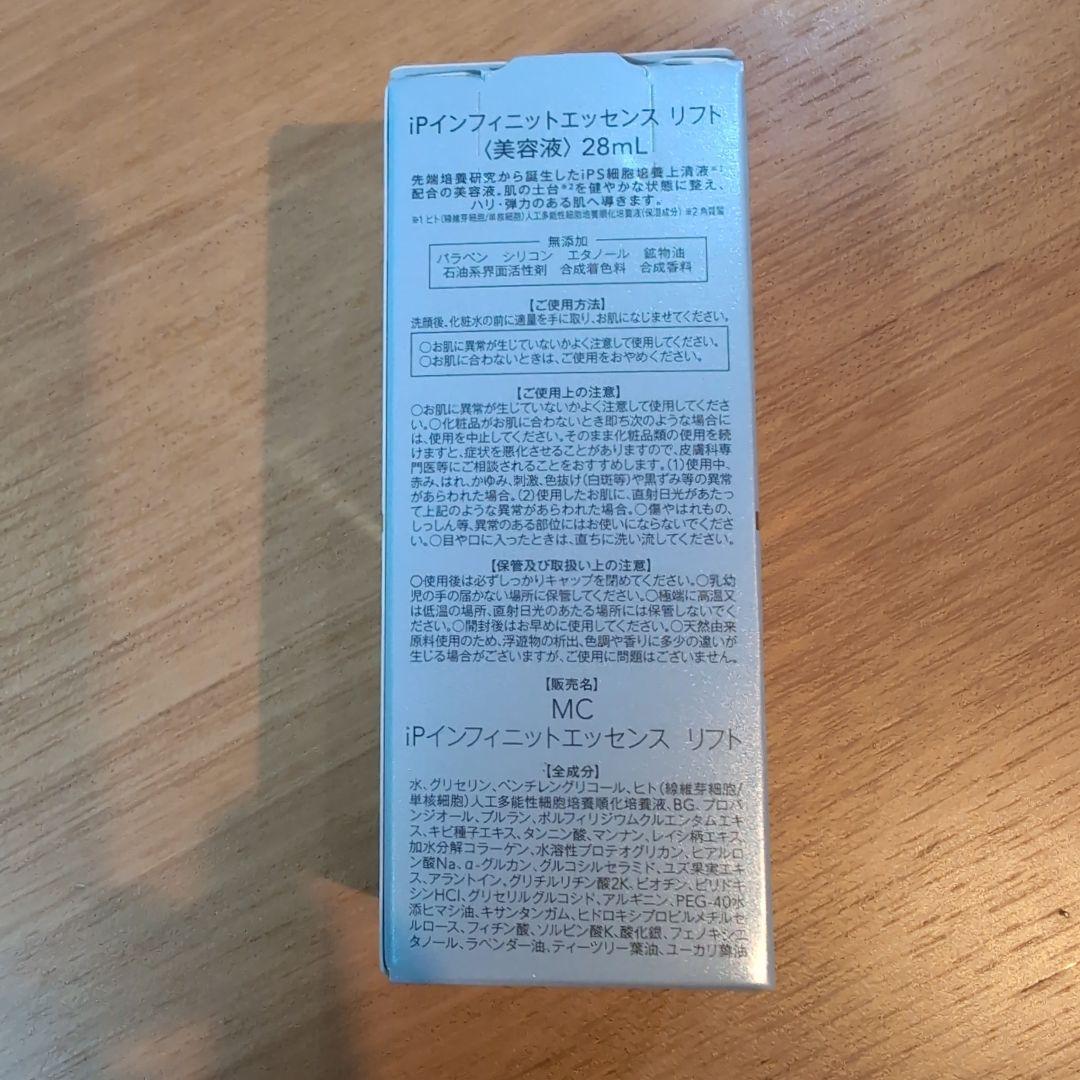 iPインフィニットエッセンス リフト
〈美容液〉28mL
先端培養研究から誕生したiPS細胞培養上清液※1
配合の美容液。肌の土台※2を健やかな状態に整え、
ハリ・弾力のある肌へ導きます。
※1 ヒト(線維芽細胞/単核細胞)人工多能性細胞培養順化培養液(保湿成分) ※2 角質層
無添加
パラベン シリコン エタノール 鉱物油
石油系界面活性剤 合成着色料 合成香料
【ご使用方法】
洗顔後、化粧水の前に適量を手に取り、お肌になじませてください。
○お肌に異常が生じていないかよく注意して使用してください。
○お肌に合わないときは、ご使用をおやめください。
【ご使用上の注意】
○お肌に異常が生じていないかよく注意して使用してくださ
い。○化粧品がお肌に合わないとき即ち次のような場合に
は、使用を中止してください。そのまま化粧品類の使用を続
けますと、症状を悪化させることがありますので、皮膚科専
門医等にご相談されることをおすすめします。(1)使用中、
赤み、はれ、かゆみ、刺激、色抜け(白斑等)や黒ずみ等の異常
があらわれた場合。(2)使用したお肌に、直射日光があたっ
て上記のような異常があらわれた場合。○傷やはれもの、
しっしん等、異常のある部位にはお使いにならないでくださ
い。○目や口に入ったときは、直ちに洗い流してください。
【保管及び取扱い上の注意】
○使用後は必ずしっかりキャップを閉めてください。○乳幼
児の手の届かない場所に保管してください。○極端に高温又
は低温の場所、直射日光のあたる場所には保管しないでく
ださい。○開封後はお早めに使用してください。○天然由来
原料使用のため、浮遊物の析出、色調や香りに多少の違いが
生じる場合がございますが、ご使用に問題はございません。
【販売名】
MC
iPインフィニットエッセンス リフト
【全成分】
水、グリセリン、ペンチレングリコール、ヒト(線維芽細胞/
単核細胞)人工多能性細胞培養順化培養液、BG、プロパ
ンジオール、プルラン、ポルフィリジウムクルエンタムエキ
ス、キビ種子エキス、タンニン酸、マンナン、レイシ柄エキス、
加水分解コラーゲン、水溶性プロテオグリカン、ヒアルロ
ン酸Na、α-グルカン、グルコシルセラミド、ユズ果実エキ
ス、アラントイン、グリチルリチン酸2K、ビオチン、ピリドキ
シンHCl、グリセリルグルコシド、アルギニン、PEG-40水
添ヒマシ油、キサンタンガム、ヒドロキシプロピルメチルセ
ルロース、フィチン酸、ソルビン酸K、酸化銀、フェノキシエ
タノール、ラベンダー油、ティーツリー葉油、ユーカリ葉油